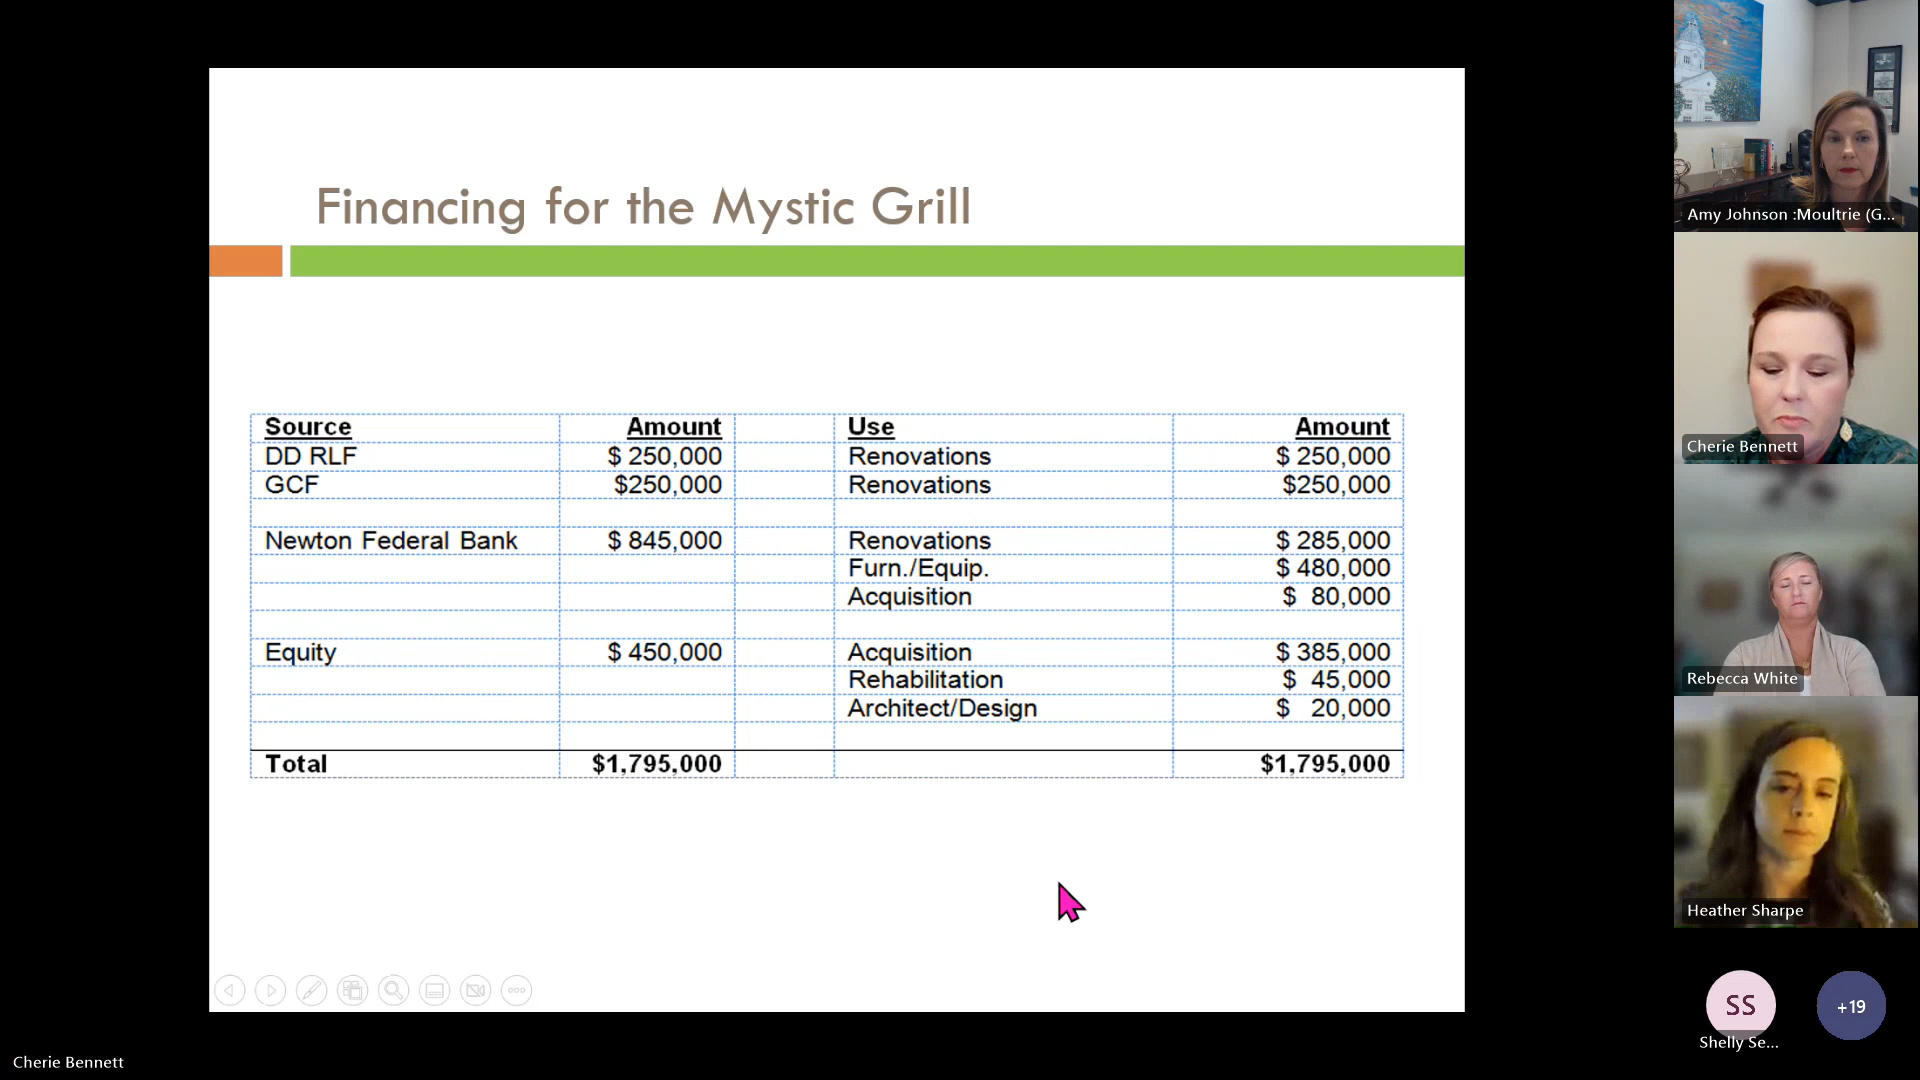 Financing for the Mystic Grill
Source Amount Use Amount
DD RLF $ 250,000 Renovations $ 250,000
GCF $250,000 Renovations $250,000
Newton Federal Bank $ 845,000 Renovations $ 285,000
Furn./Equip. $ 480,000
Acquisition $ 80,000
Equity $ 450,000 Acquisition $ 385,000
Rehabilitation $ 45,000
Architect/Design $ 20,000
Total $1,795,000 $1,795,000
Amy Johnson :Moultrie (G...
Cherie Bennett
Rebecca White
Heather Sharpe
SS
+19
Shelly Se...
Cherie Bennett